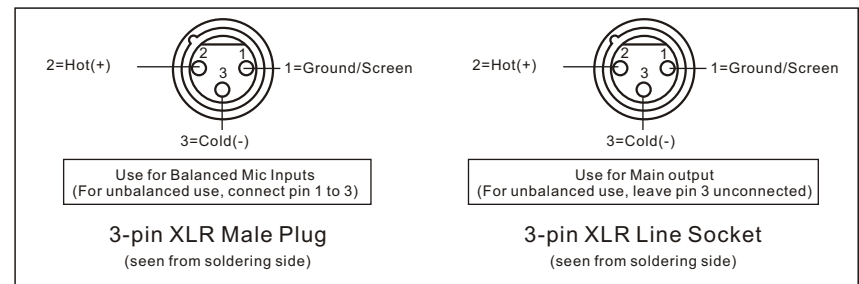 2=Hot(+)
2
1
3
1=Ground/Screen
3=Cold(-)
Use for Balanced Mic Inputs
(For unbalanced use, connect pin 1 to 3)
3-pin XLR Male Plug
(seen from soldering side)
2=Hot(+)
2
1
3
1=Ground/Screen
3=Cold(-)
Use for Main output
(For unbalanced use, leave pin 3 unconnected)
3-pin XLR Line Socket
(seen from soldering side)